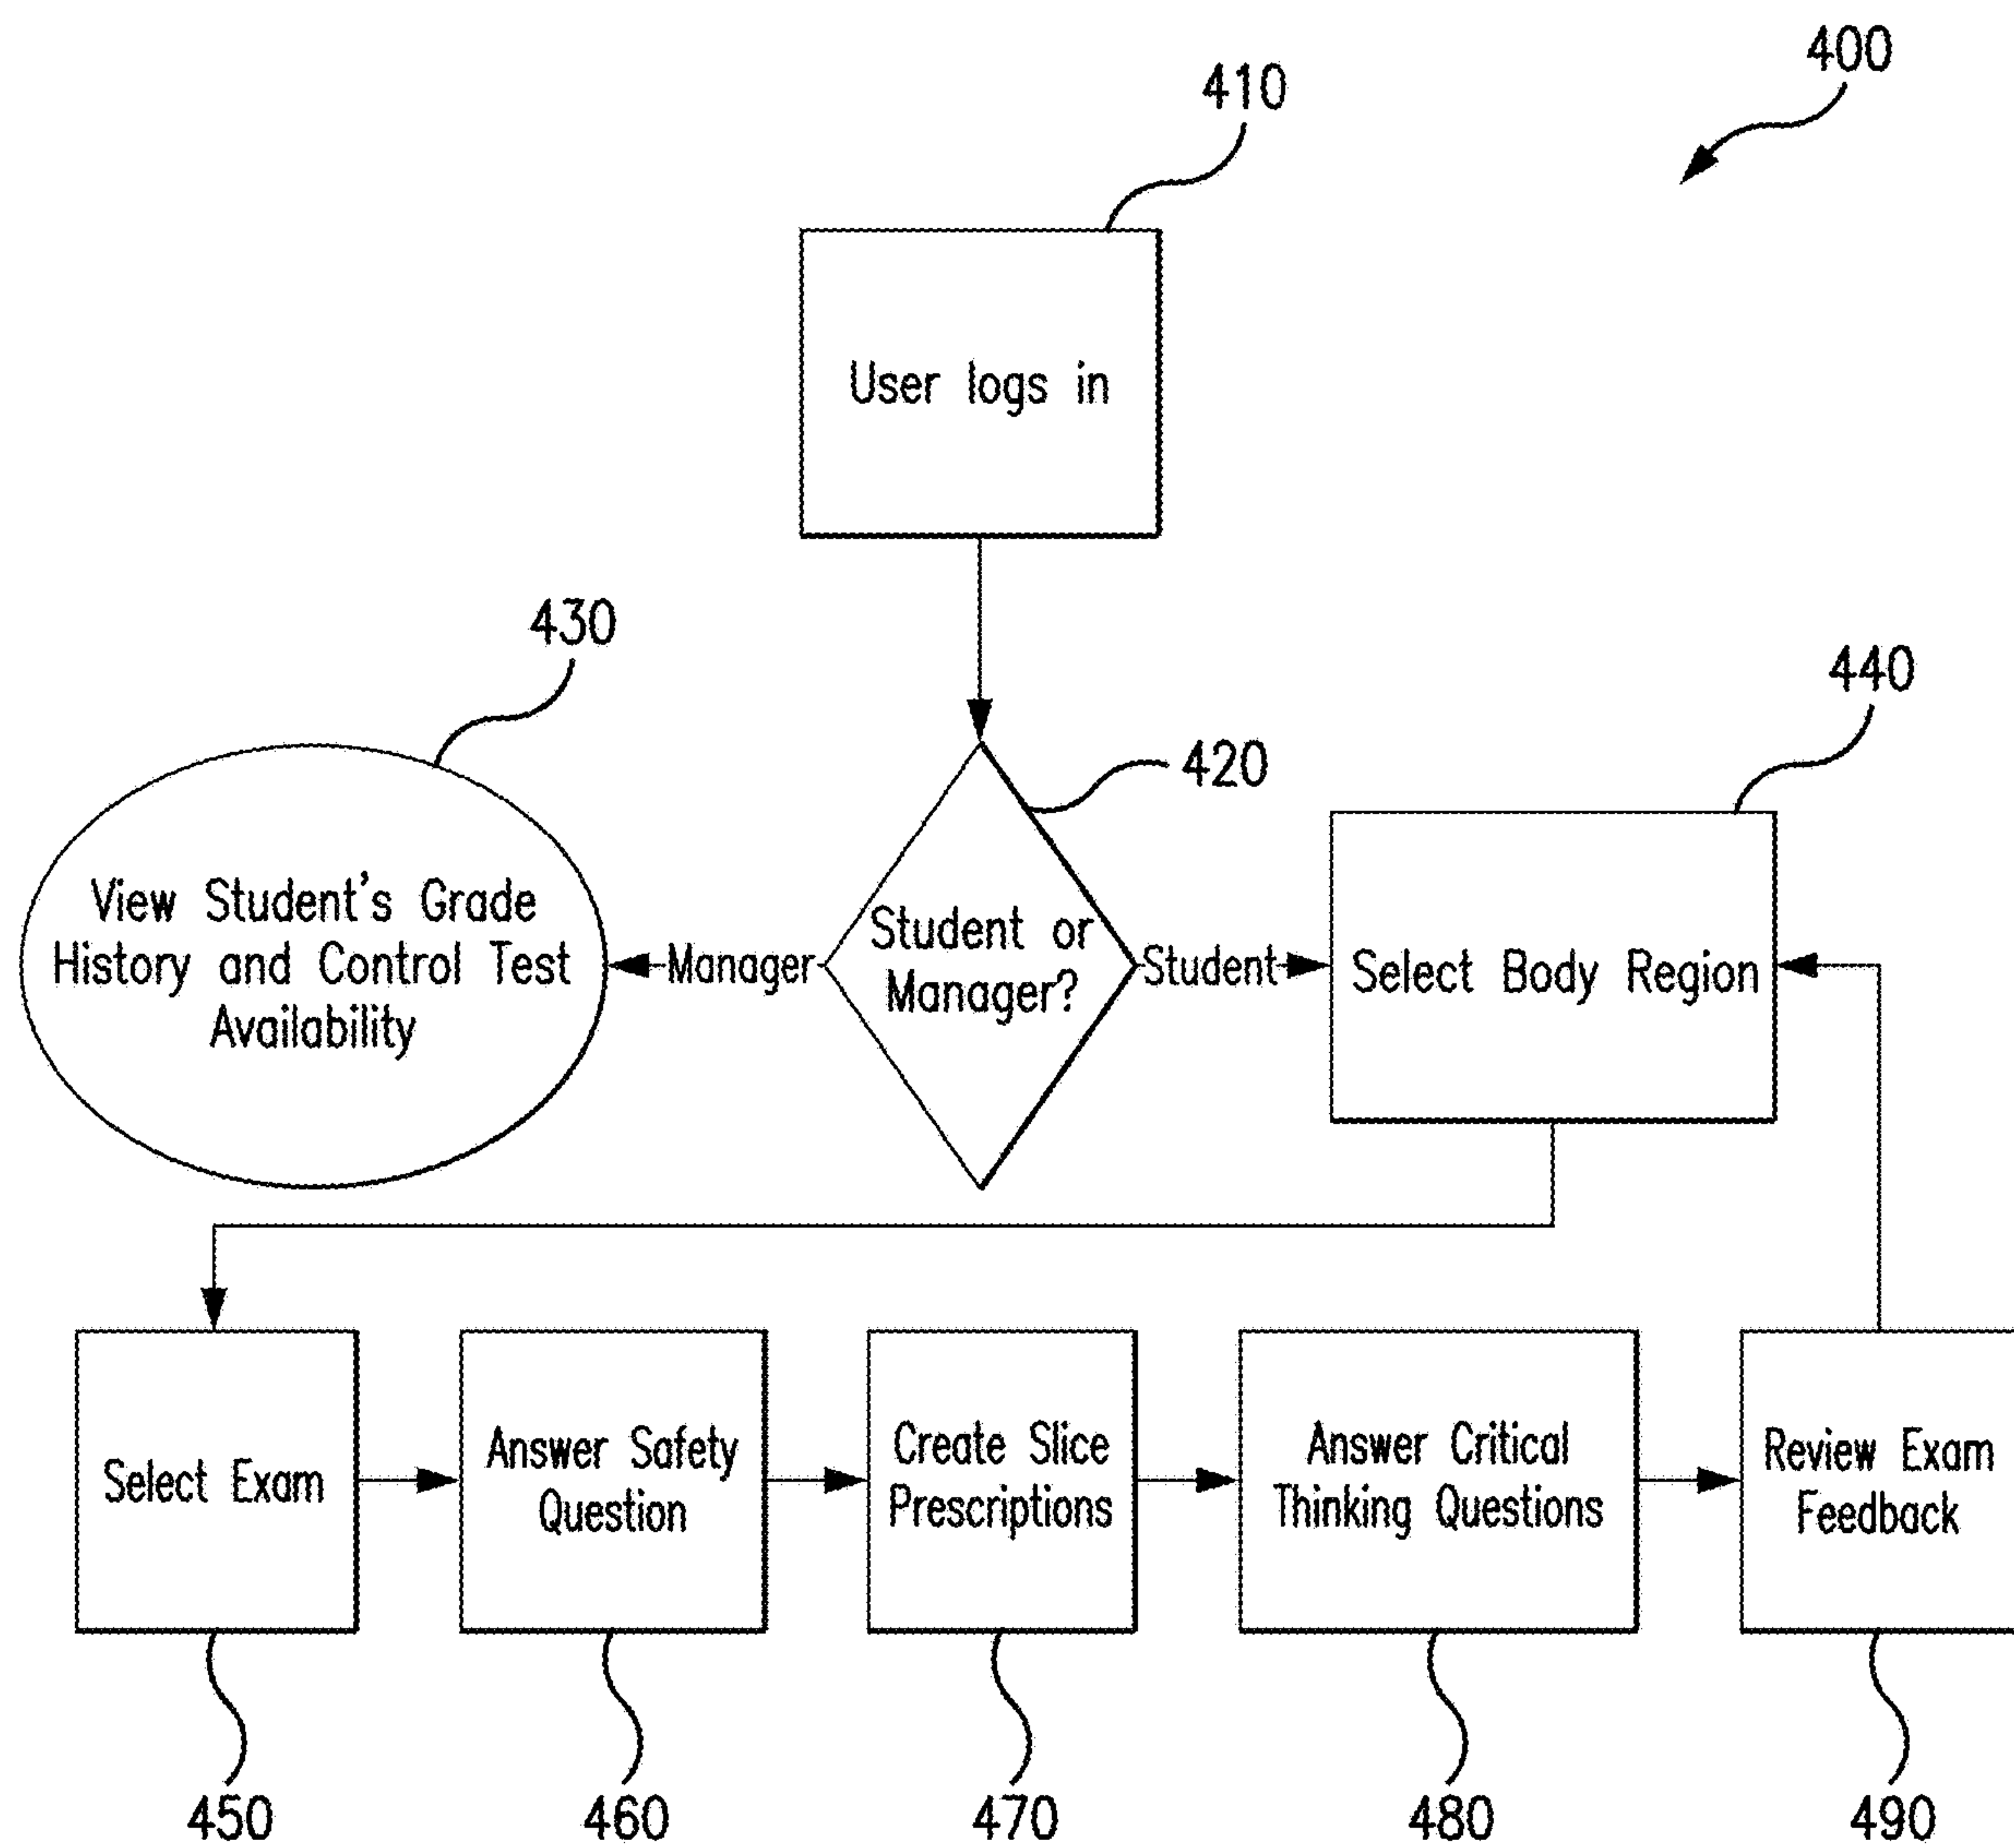 400
410
User logs in
430
420
440
View Student's Grade
History and Control Test
Availability
Manager
Student or
Manager?
Student
Select Body Region
Select Exam
Answer Safety
Question
Create Slice
Prescriptions
Answer Critical
Thinking Questions
Review Exam
Feedback
450
460
470
480
490